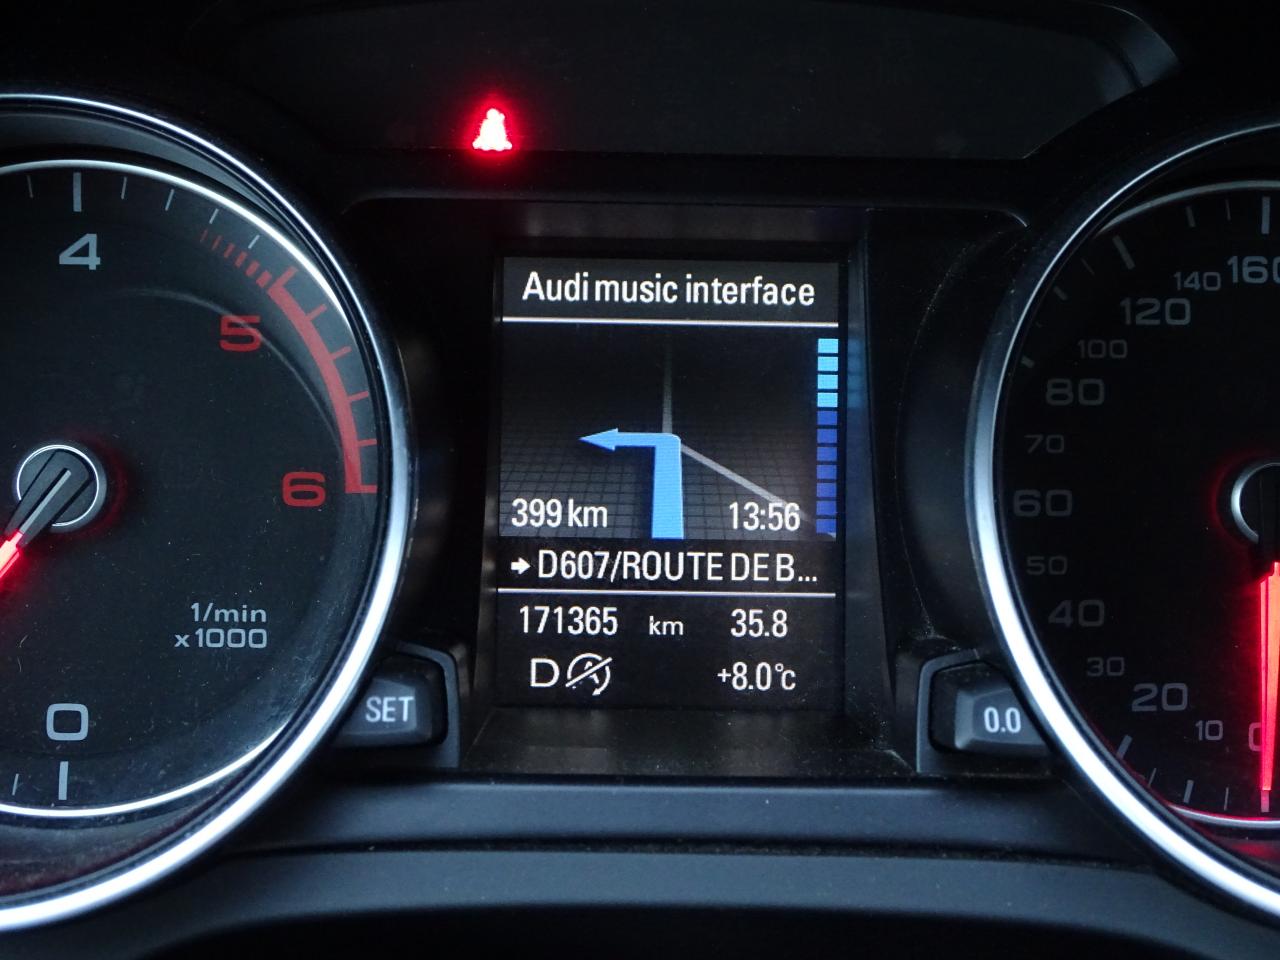 4
5
6
1/min
x1000
0
SET
Audi music interface
399 km 13:56
D607/ROUTE DE B...
171365 km 35.8
D +8.0°C
0.0
160
140
120
100
80
70
60
50
40
30
20
10
0